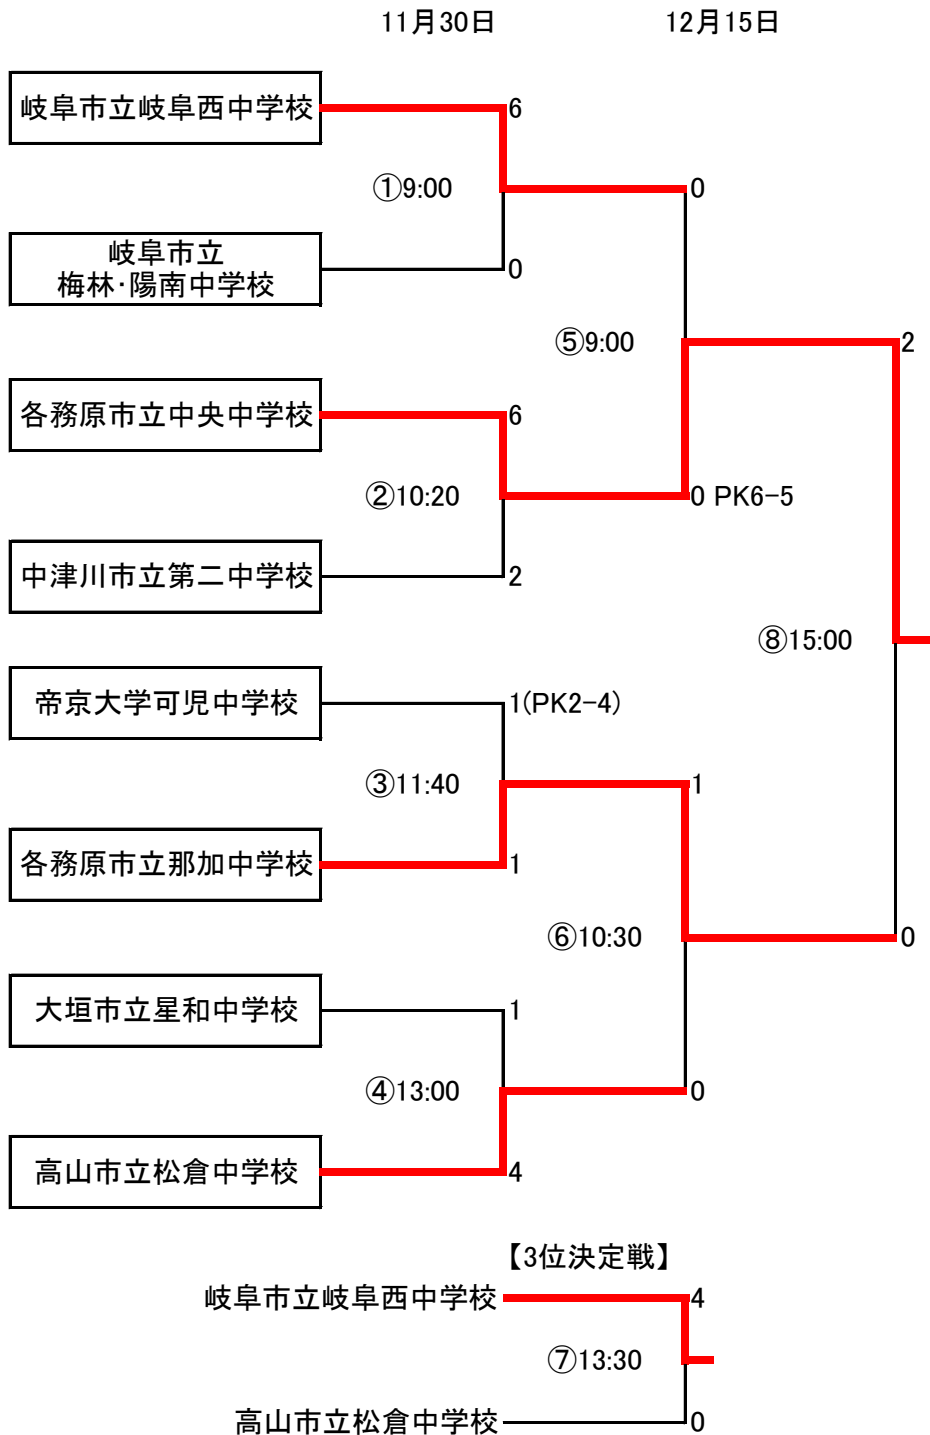 11月30日
12月15日
岐阜市立岐阜西中学校
6
①9:00
0
岐阜市立
梅林・陽南中学校
0
⑤9:00
2
各務原市立中央中学校
6
②10:20
0 PK6-5
中津川市立第二中学校
2
⑧15:00
帝京大学可児中学校
1(PK2-4)
③11:40
1
各務原市立那加中学校
1
⑥10:30
0
大垣市立星和中学校
1
④13:00
0
高山市立松倉中学校
4
【3位決定戦】
岐阜市立岐阜西中学校
4
⑦13:30
高山市立松倉中学校
0